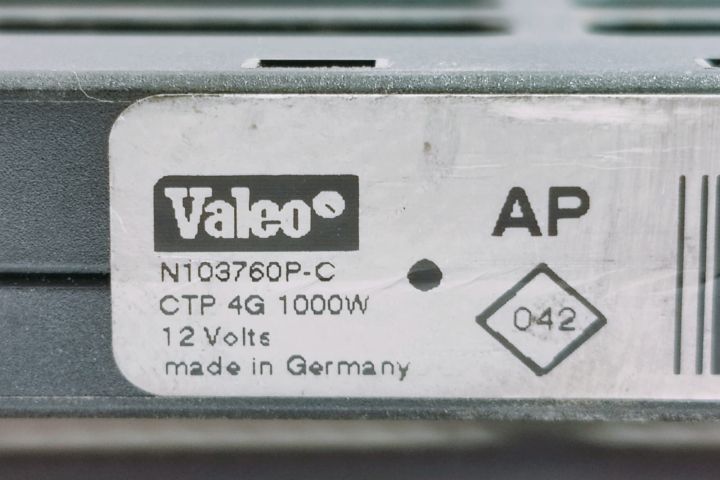 Valeo
N103760P-C
CTP 4G 1000W
12 Volts
made in Germany
AP
042